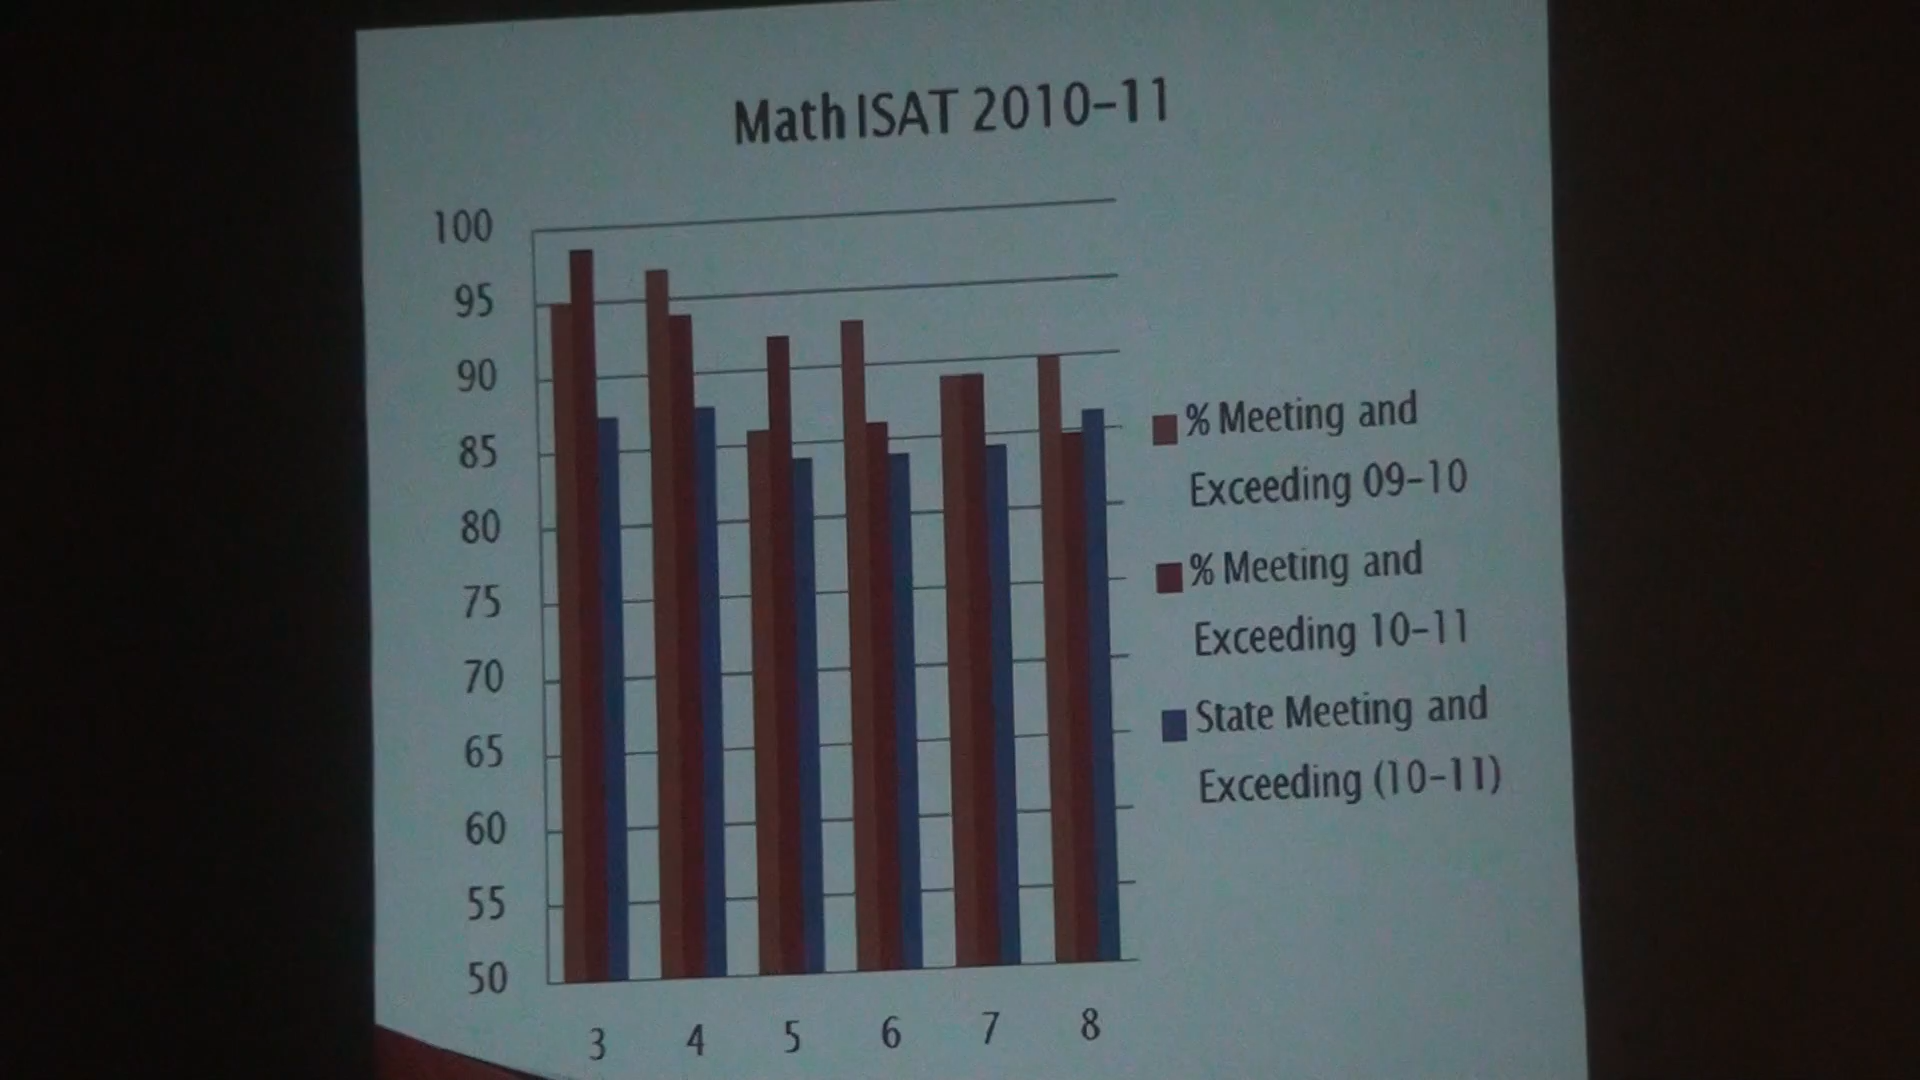 Math ISAT 2010–11
100
95
90
85
80
75
70
65
60
55
50
3 4 5 6 7 8
% Meeting and
Exceeding 09–10
% Meeting and
Exceeding 10–11
State Meeting and
Exceeding (10–11)